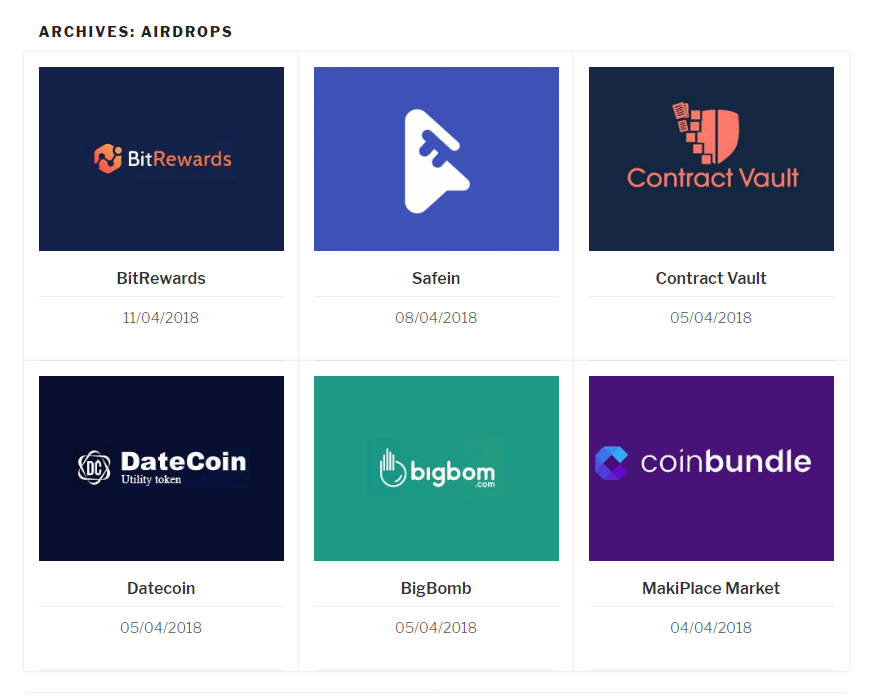 ARCHIVES: AIRDROPS
BitRewards
Contract Vault
BitRewards
Safein
Contract Vault
11/04/2018
08/04/2018
05/04/2018
DC
DateCoin
Utility token
bigbom
.com
coinbundle
Datecoin
BigBomb
MakiPlace Market
05/04/2018
05/04/2018
04/04/2018